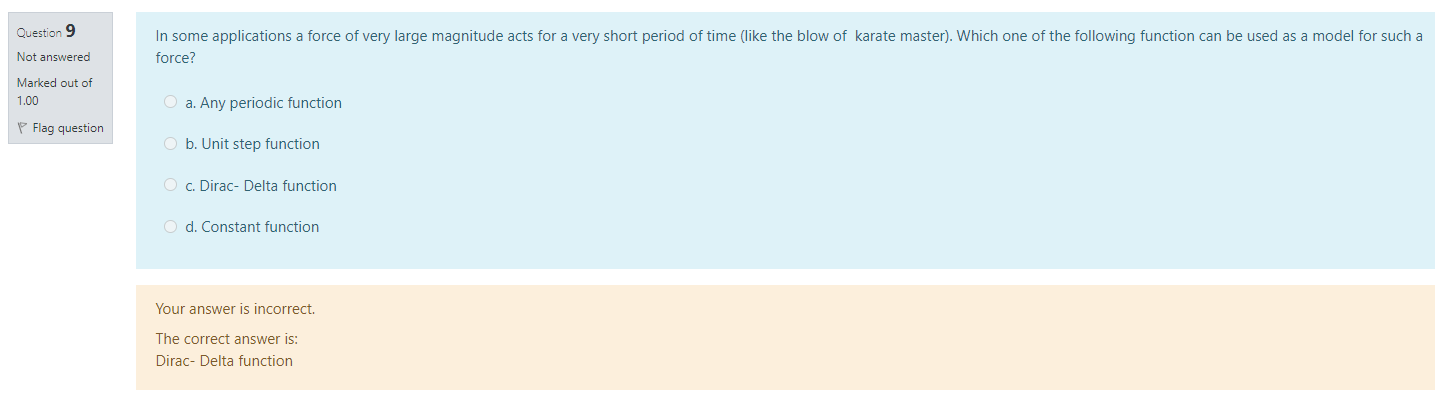 Question 9
Not answered
Marked out of
1.00
Flag question
In some applications a force of very large magnitude acts for a very short period of time (like the blow of karate master). Which one of the following function can be used as a model for such a
force?
a. Any periodic function
b. Unit step function
c. Dirac- Delta function
d. Constant function
Your answer is incorrect.
The correct answer is:
Dirac- Delta function